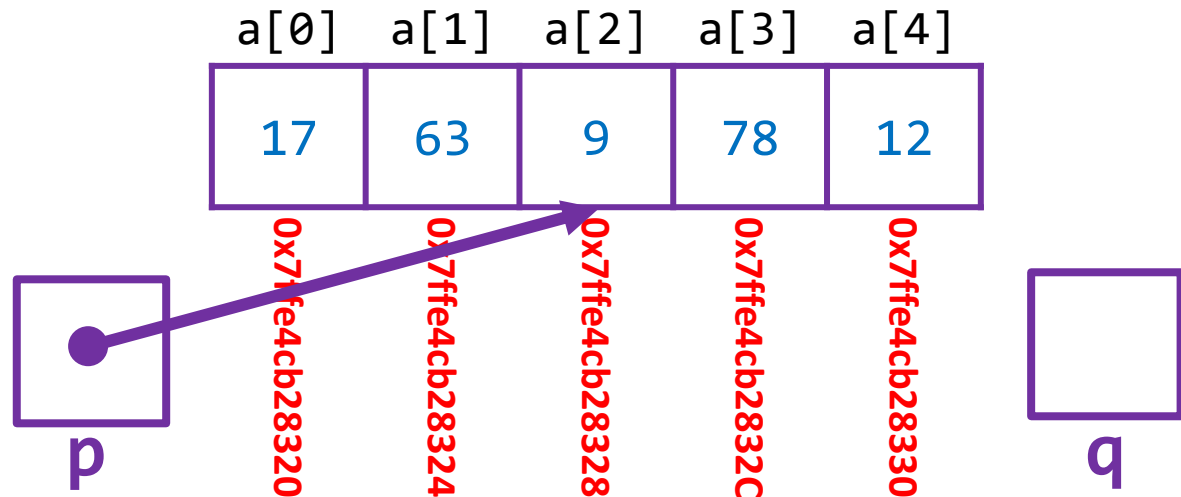 a[0] a[1] a[2] a[3] a[4]
17 63 9 78 12
0x7ffe4cb28320
0x7ffe4cb28324
0x7ffe4cb28328
0x7ffe4cb2832C
0x7ffe4cb28330
p
q